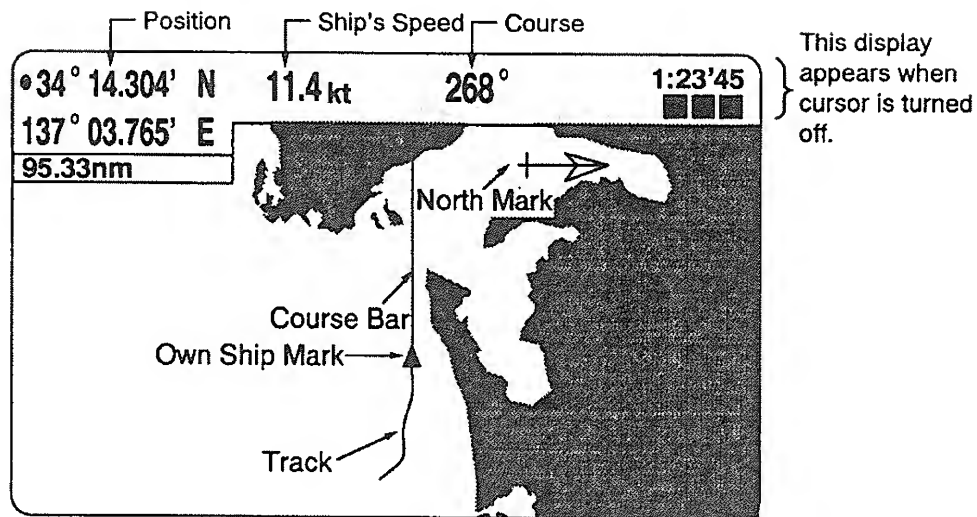 Position
Ship's Speed
Course
34° 14.304' N
11.4 kt
268°
1:23'45
137° 03.765' E
95.33nm
This display
appears when
cursor is turned
off.
North Mark
Course Bar
Own Ship Mark
Track